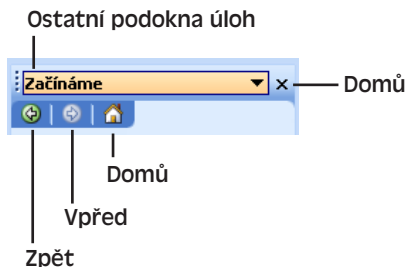 Ostatní podokna úloh
Začínáme
Domů
Domů
Vpřed
Zpět